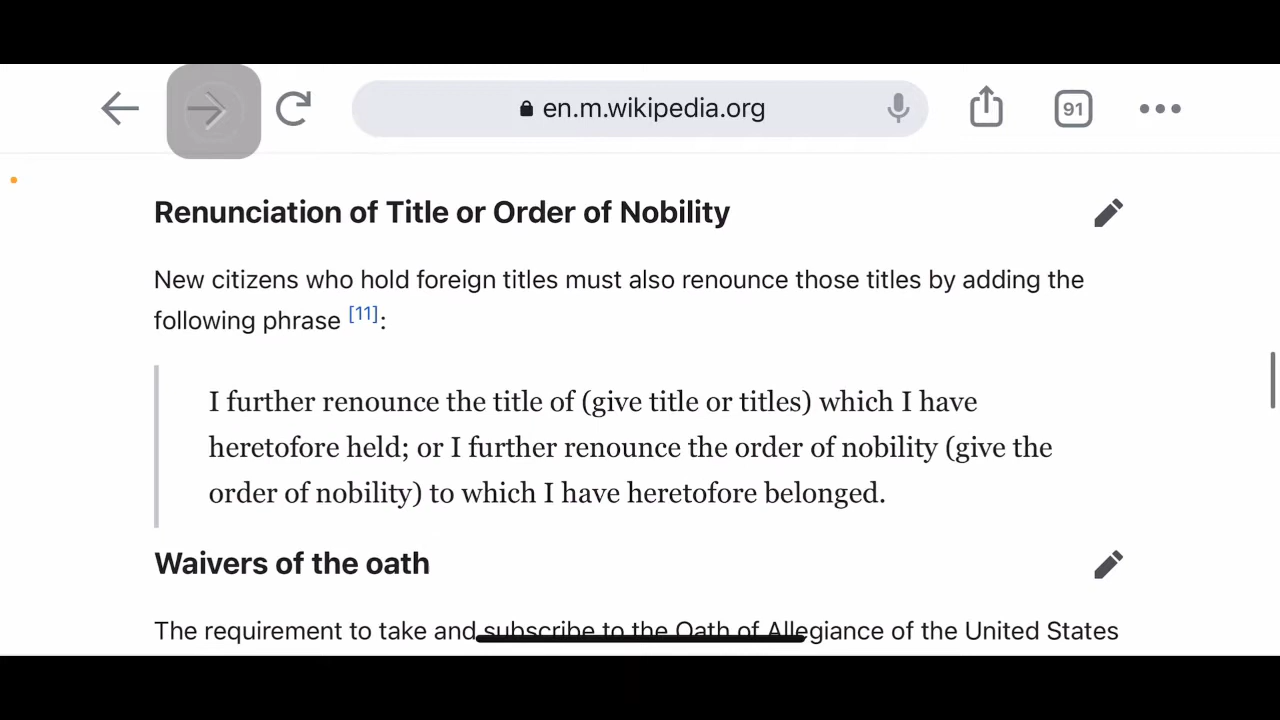 en.m.wikipedia.org
91
Renunciation of Title or Order of Nobility
New citizens who hold foreign titles must also renounce those titles by adding the
following phrase [11]:
I further renounce the title of (give title or titles) which I have
heretofore held; or I further renounce the order of nobility (give the
order of nobility) to which I have heretofore belonged.
Waivers of the oath
The requirement to take and subscribe to the Oath of Allegiance of the United States